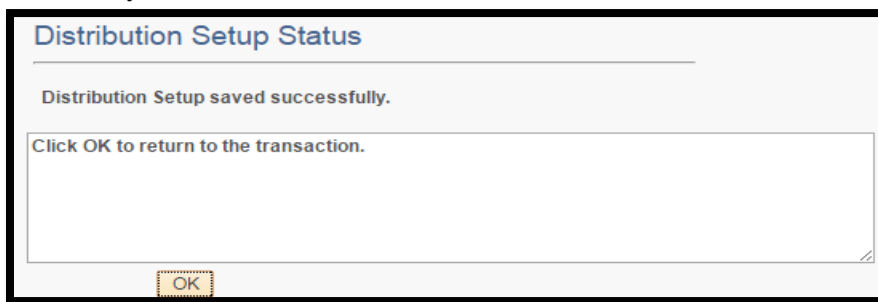 Distribution Setup Status
Distribution Setup saved successfully.
Click OK to return to the transaction.
OK